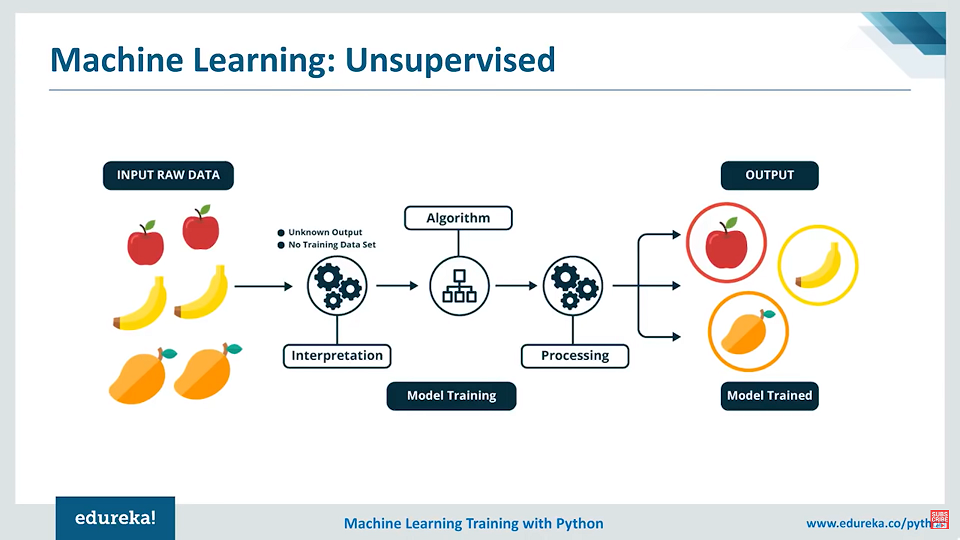 Machine Learning: Unsupervised
INPUT RAW DATA
OUTPUT
Algorithm
Unknown Output
No Training Data Set
Interpretation
Processing
Model Training
Model Trained
edureka!
Machine Learning Training with Python
www.edureka.co/pyth
SUBSCRIBE